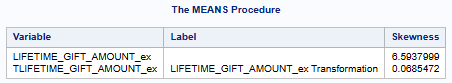 The MEANS Procedure
Variable Label Skewness
LIFETIME_GIFT_AMOUNT_ex 6.5937999
TLIFETIME_GIFT_AMOUNT_ex LIFETIME_GIFT_AMOUNT_ex Transformation 0.0685472